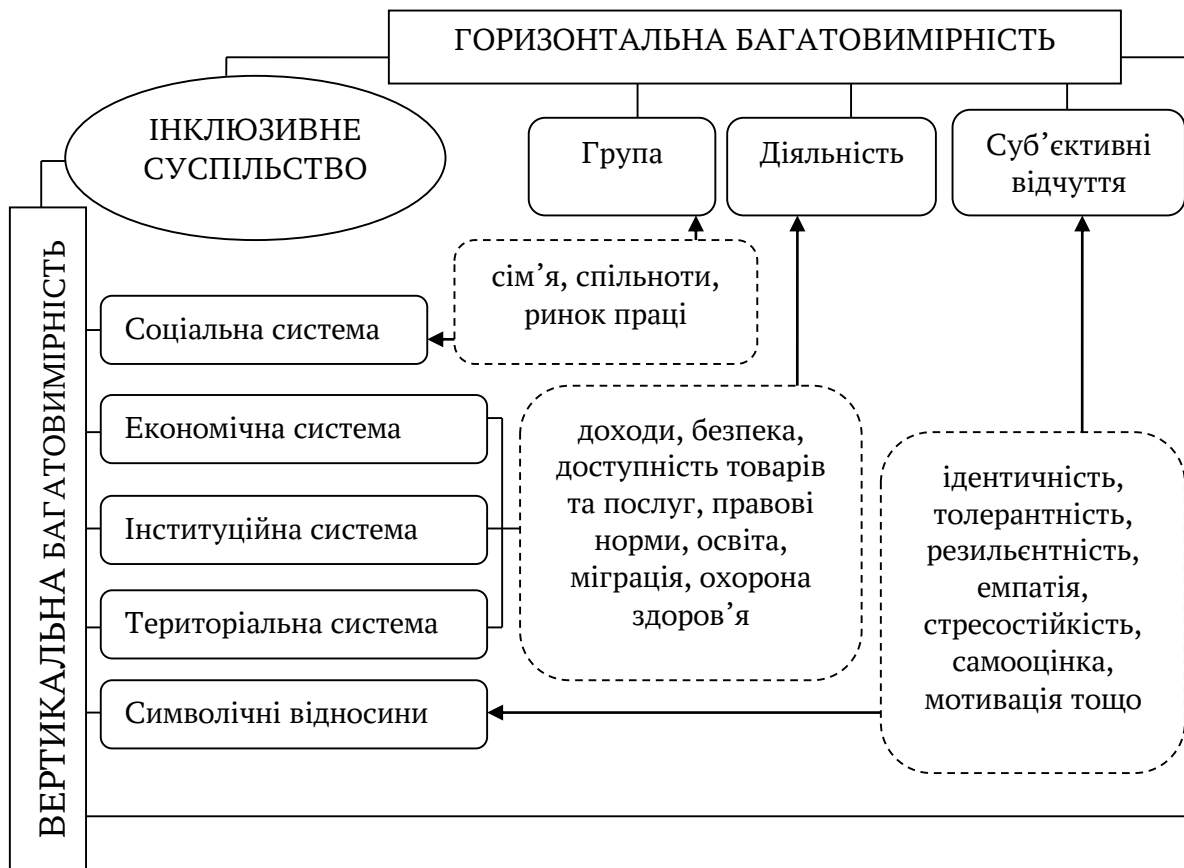 ГОРИЗОНТАЛЬНА БАГАТОВИМІРНІСТЬ
ІНКЛЮЗИВНЕ
СУСПІЛЬСТВО
Група
Діяльність
Суб’єктивні
відчуття
ВЕРТИКАЛЬНА БАГАТОВИМІРНІСТЬ
сім’я, спільноти,
ринок праці
Соціальна система
Економічна система
Інституційна система
Територіальна система
Символічні відносини
доходи, безпека,
доступність товарів
та послуг, правові
норми, освіта,
міграція, охорона
здоров’я
ідентичність,
толерантність,
резильєнтність,
емпатія,
стресостійкість,
самооцінка,
мотивація тощо